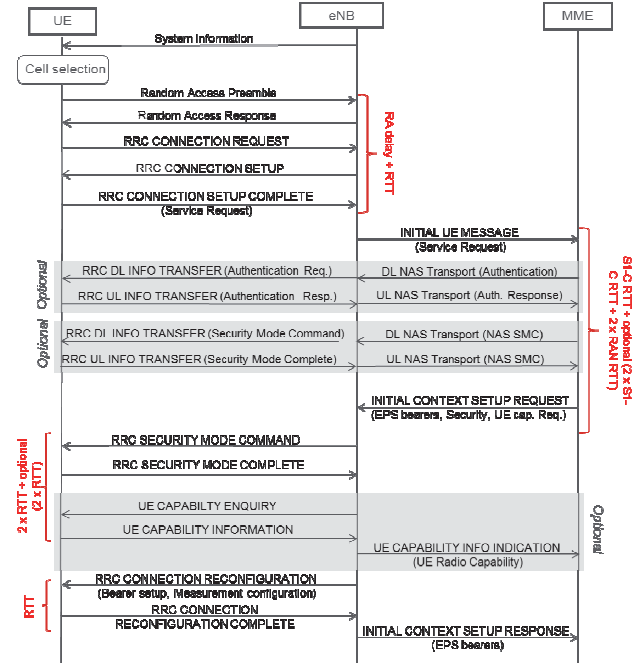 UE
eNB
MME
System Information
Cell selection
Random Access Preamble
Random Access Response
RRC CONNECTION REQUEST
RRC CONNECTION SETUP
RRC CONNECTION SETUP COMPLETE
(Service Request)
RA delay + RTT
INITIAL UE MESSAGE
(Service Request)
Optional
RRC DL INFO TRANSFER (Authentication Req.)
DL NAS Transport (Authentication)
RRC UL INFO TRANSFER (Authentication Resp.)
UL NAS Transport (Auth. Response)
Optional
RRC DL INFO TRANSFER (Security Mode Command)
DL NAS Transport (NAS SMC)
RRC UL INFO TRANSFER (Security Mode Complete)
UL NAS Transport (NAS SMC)
S1-C RTT + optional (2 x S1-
C RTT + 2 x RAN RTT)
INITIAL CONTEXT SETUP REQUEST
(EPS bearers, Security, UE cap. Req.)
RRC SECURITY MODE COMMAND
RRC SECURITY MODE COMPLETE
2 x RTT + optional
(2 x RTT)
UE CAPABILTY ENQUIRY
UE CAPABILITY INFORMATION
UE CAPABILITY INFO INDICATION
(UE Radio Capability)
Optional
RRC CONNECTION RECONFIGURATION
(Bearer setup, Measurement configuration)
RTT
RRC CONNECTION
RECONFIGURATION COMPLETE
INITIAL CONTEXT SETUP RESPONSE
(EPS bearers)